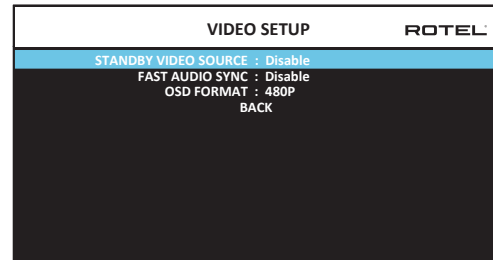 VIDEO SETUP
ROTEL
STANDBY VIDEO SOURCE : Disable
FAST AUDIO SYNC : Disable
OSD FORMAT : 480P
BACK